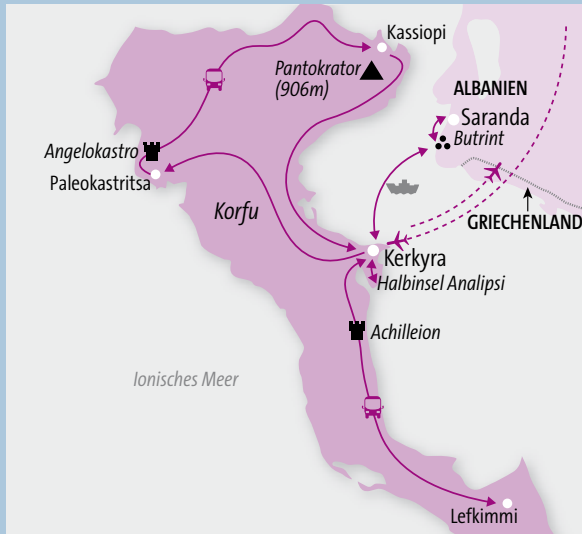 Kassiopi
Pantokrator
(906m)
ALBANIEN
Saranda
Butrint
Angelokastro
Paleokastritsa
Korfu
GRIECHENLAND
Kerkyra
Halbinsel Analipsi
Achilleion
Ionisches Meer
Lefkimmi